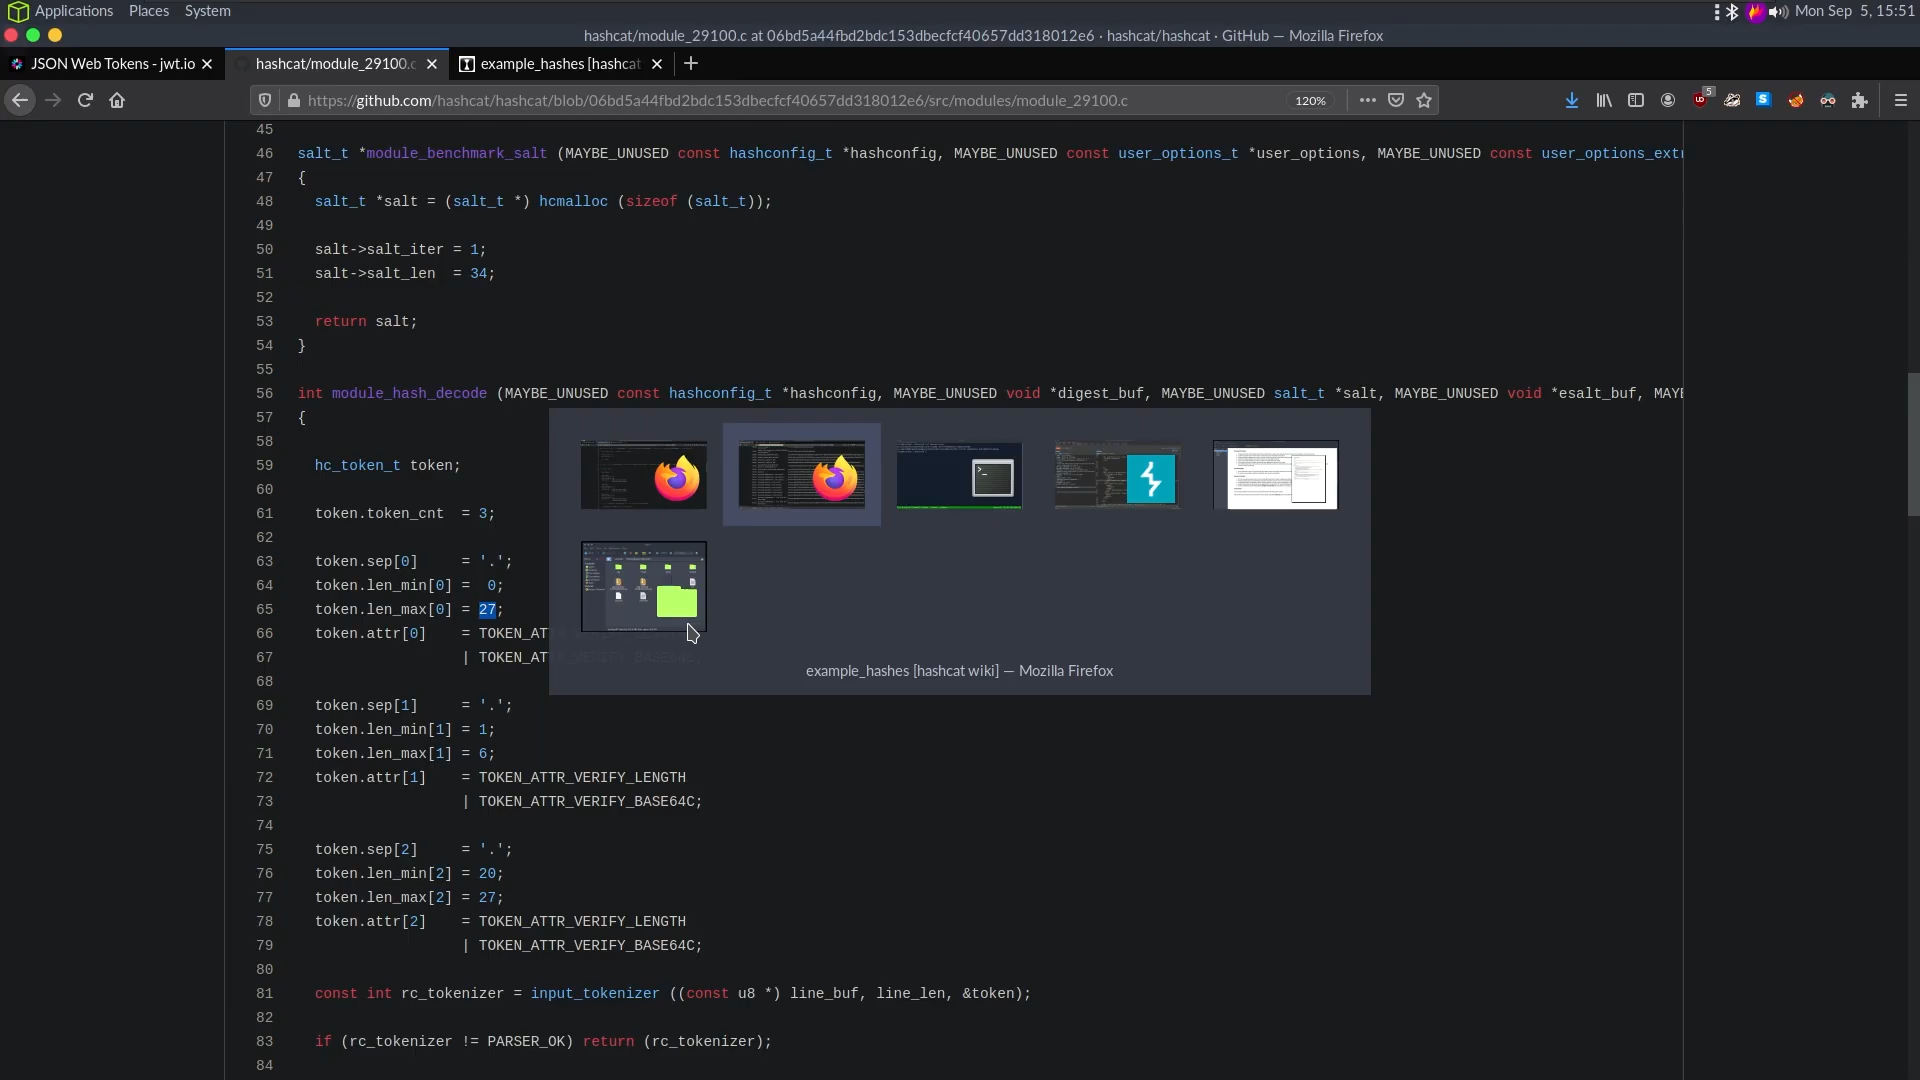 Applications Places System
Mon Sep 5, 15:51
hashcat/module_29100.c at 06bd5a44fbd2bdc153dbecfcf40657dd318012e6 · hashcat/hashcat · GitHub — Mozilla Firefox
JSON Web Tokens - jwt.io
hashcat/module_29100.c
example_hashes [hashcat
https://github.com/hashcat/hashcat/blob/06bd5a44fbd2bdc153dbecfcf40657dd318012e6/src/modules/module_29100.c
120%
5
45
46 salt_t *module_benchmark_salt (MAYBE_UNUSED const hashconfig_t *hashconfig, MAYBE_UNUSED const user_options_t *user_options, MAYBE_UNUSED const user_options_extr
47 {
48 salt_t *salt = (salt_t *) hcmalloc (sizeof (salt_t));
49
50 salt->salt_iter = 1;
51 salt->salt_len = 34;
52
53 return salt;
54 }
55
56 int module_hash_decode (MAYBE_UNUSED const hashconfig_t *hashconfig, MAYBE_UNUSED void *digest_buf, MAYBE_UNUSED salt_t *salt, MAYBE_UNUSED void *esalt_buf, MAYB
57 {
58
59 hc_token_t token;
60
61 token.token_cnt = 3;
62
63 token.sep[0] = '.';
64 token.len_min[0] = 0;
65 token.len_max[0] = 27;
66 token.attr[0] = TOKEN_ATT
67 | TOKEN_ATT
68
example_hashes [hashcat wiki] — Mozilla Firefox
69 token.sep[1] = '.';
70 token.len_min[1] = 1;
71 token.len_max[1] = 6;
72 token.attr[1] = TOKEN_ATTR_VERIFY_LENGTH
73 | TOKEN_ATTR_VERIFY_BASE64C;
74
75 token.sep[2] = '.';
76 token.len_min[2] = 20;
77 token.len_max[2] = 27;
78 token.attr[2] = TOKEN_ATTR_VERIFY_LENGTH
79 | TOKEN_ATTR_VERIFY_BASE64C;
80
81 const int rc_tokenizer = input_tokenizer ((const u8 *) line_buf, line_len, &token);
82
83 if (rc_tokenizer != PARSER_OK) return (rc_tokenizer);
84